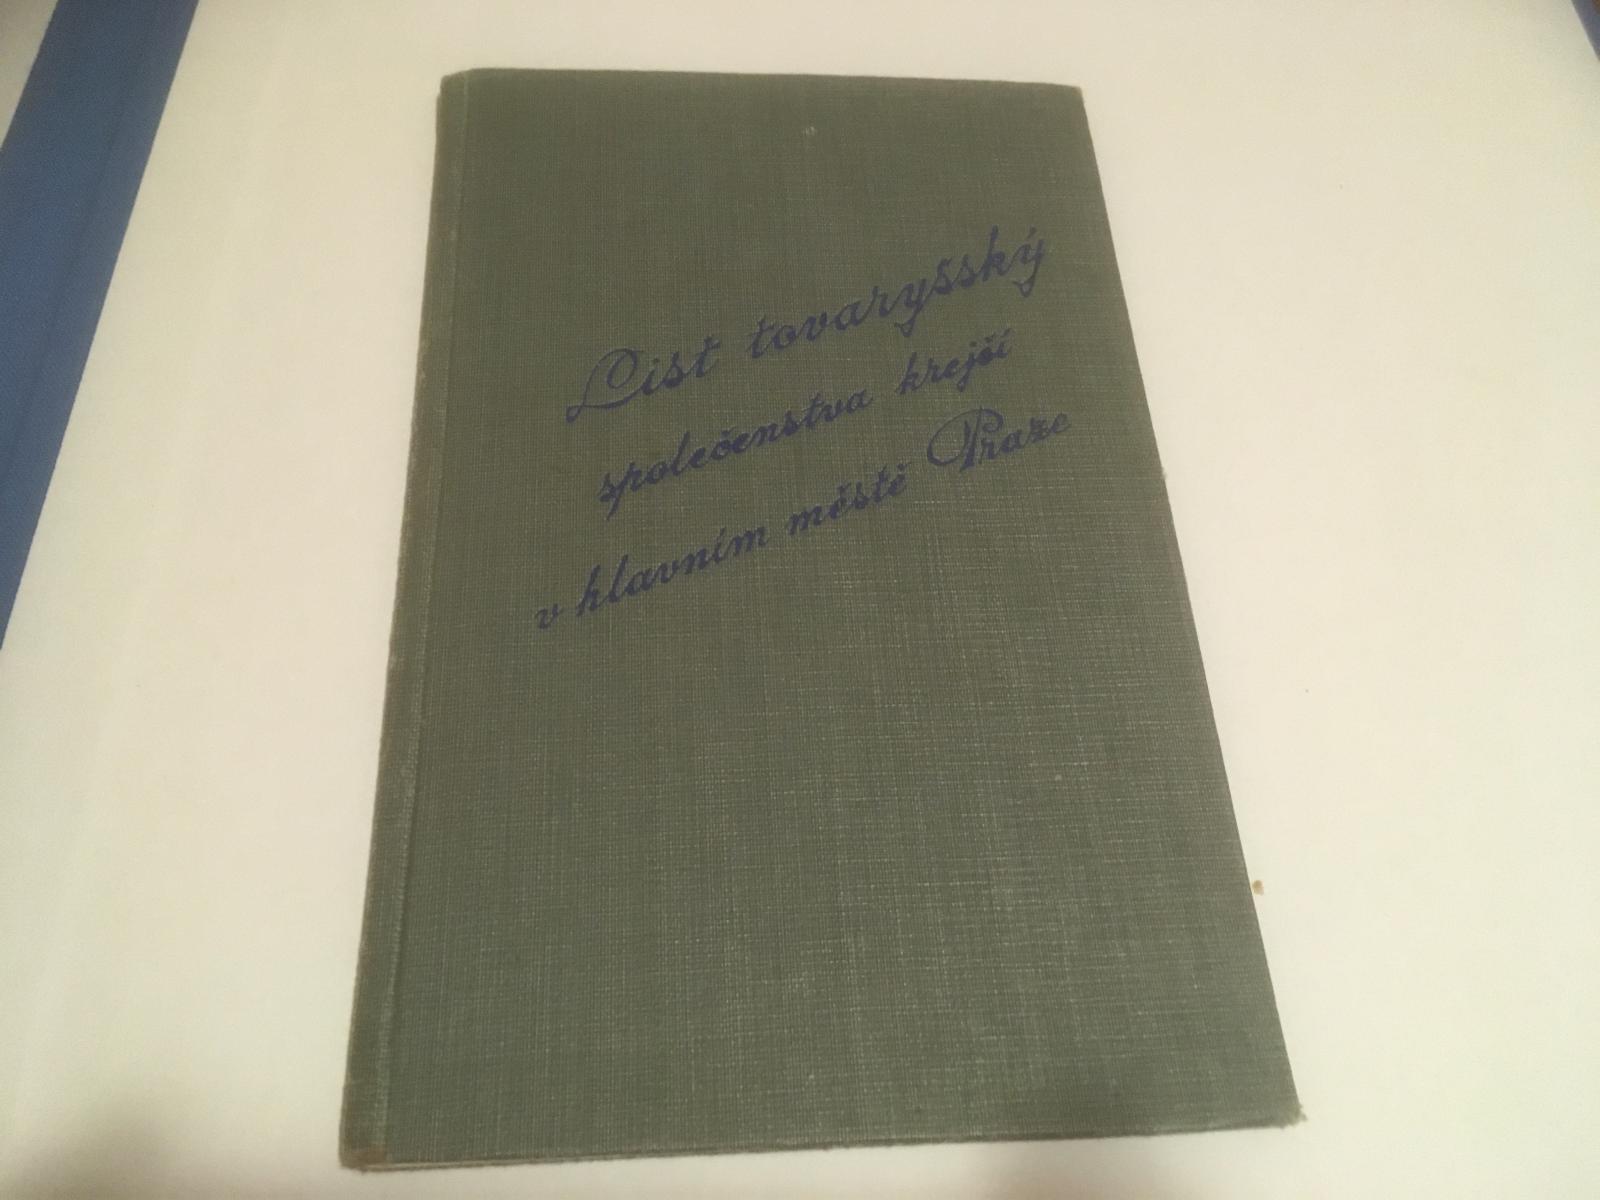 List tovaryšský
společenstva krejčí
v hlavním městě Praze